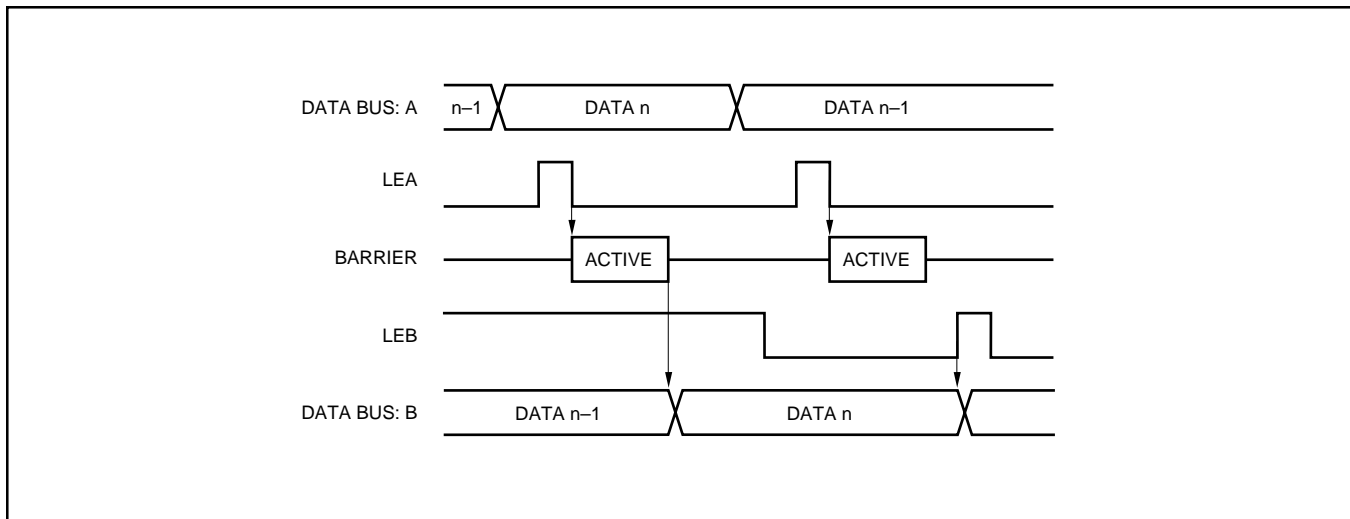 DATA BUS: A n–1 DATA n DATA n–1
LEA
BARRIER ACTIVE ACTIVE
LEB
DATA BUS: B DATA n–1 DATA n